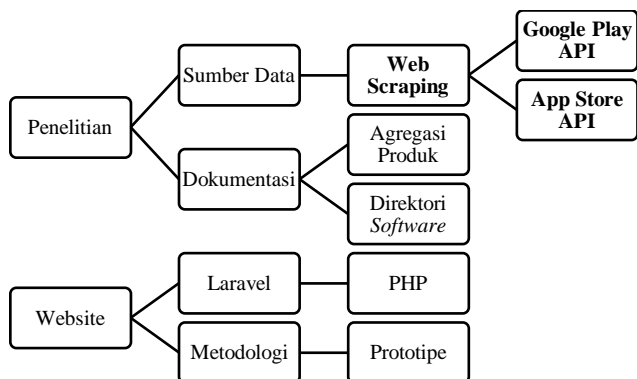 Google Play
API
Sumber Data
Web
Scraping
App Store
API
Penelitian
Agregasi
Produk
Dokumentasi
Direktori
Software
Laravel
PHP
Website
Metodologi
Prototipe